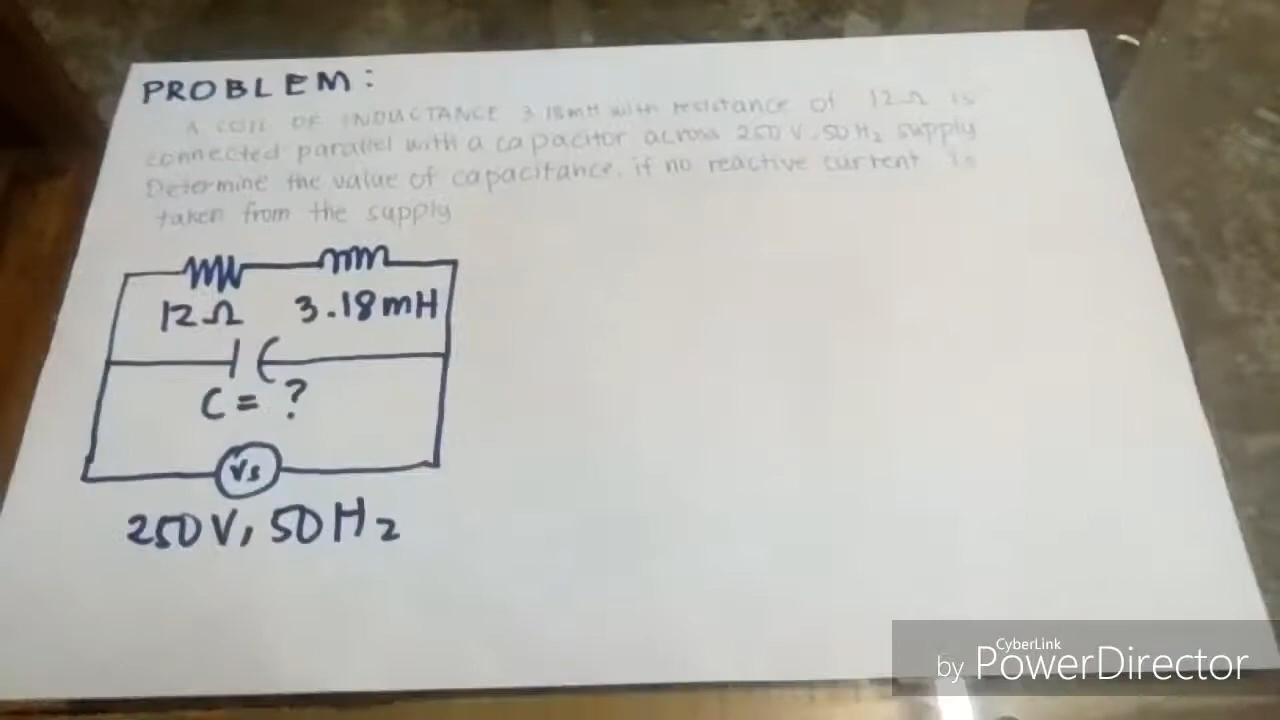 PROBLEM:
A COIL OF INDUCTANCE 3.18mH with resistance of 12Ω is
connected parallel with a capacitor across 250 V, 50 Hz supply
Determine the value of capacitance, if no reactive current is
taken from the supply
12Ω 3.18mH
C = ?
Vs
250V, 50Hz
CyberLink
by PowerDirector